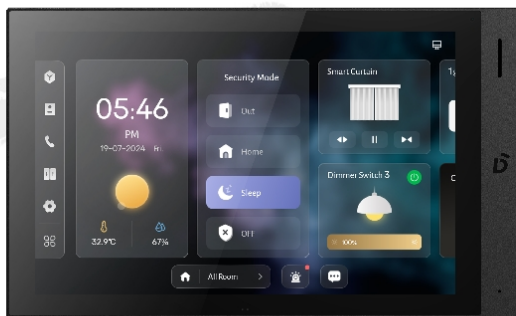 05:46
PM
19-07-2024 Fri
32.9°C
67%
Security Mode
Out
Home
Sleep
OFF
Smart Curtain
Dimmer Switch 3
100%
All Room